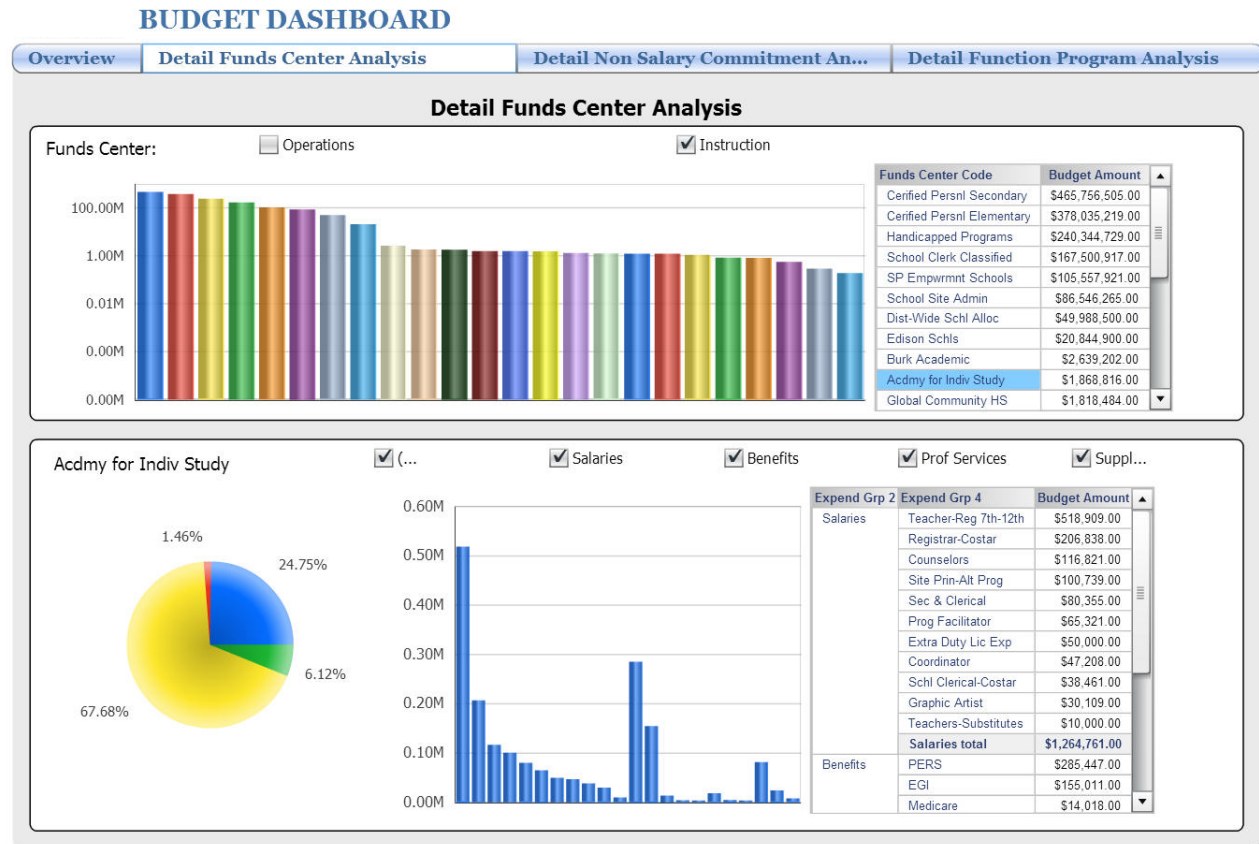 BUDGET DASHBOARD
Overview
Detail Funds Center Analysis
Detail Non Salary Commitment An...
Detail Function Program Analysis
Detail Funds Center Analysis
Funds Center:
Operations
Instruction
100.00M
1.00M
0.01M
0.00M
0.00M
Funds Center Code Budget Amount
Cerified Persnl Secondary $465,756,505.00
Cerified Persnl Elementary $378,035,219.00
Handicapped Programs $240,344,729.00
School Clerk Classified $167,500,917.00
SP Empwrmnt Schools $105,557,921.00
School Site Admin $86,546,265.00
Dist-Wide Schl Alloc $49,988,500.00
Edison Schls $20,844,900.00
Burk Academic $2,639,202.00
Acdmy for Indiv Study $1,868,816.00
Global Community HS $1,818,484.00
Acdmy for Indiv Study
(...
Salaries
Benefits
Prof Services
Suppl...
1.46%
24.75%
6.12%
67.68%
0.60M
0.50M
0.40M
0.30M
0.20M
0.10M
0.00M
Expend Grp 2 Expend Grp 4 Budget Amount
Salaries Teacher-Reg 7th-12th $518,909.00
Registrar-Costar $206,838.00
Counselors $116,821.00
Site Prin-Alt Prog $100,739.00
Sec & Clerical $80,355.00
Prog Facilitator $65,321.00
Extra Duty Lic Exp $50,000.00
Coordinator $47,208.00
Schl Clerical-Costar $38,461.00
Graphic Artist $30,109.00
Teachers-Substitutes $10,000.00
Salaries total $1,264,761.00
Benefits PERS $285,447.00
EGI $155,011.00
Medicare $14,018.00